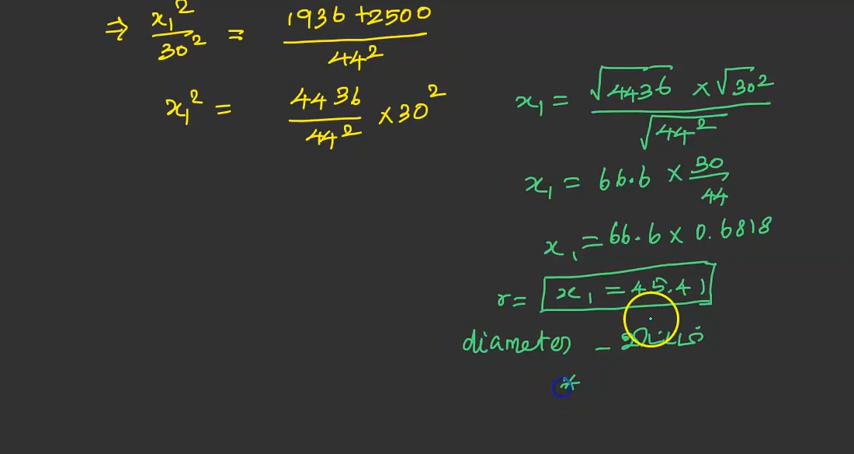 ⇒ x₁²/30² = (1936 + 2500)/44²
x₁² = 4436/44² × 30²
x₁ = (√4436 × √30²)/√44²
x₁ = 66.6 × 30/44
x₁ = 66.6 × 0.6818
r = x₁ = 45.41
diameter - விட்டம்
*